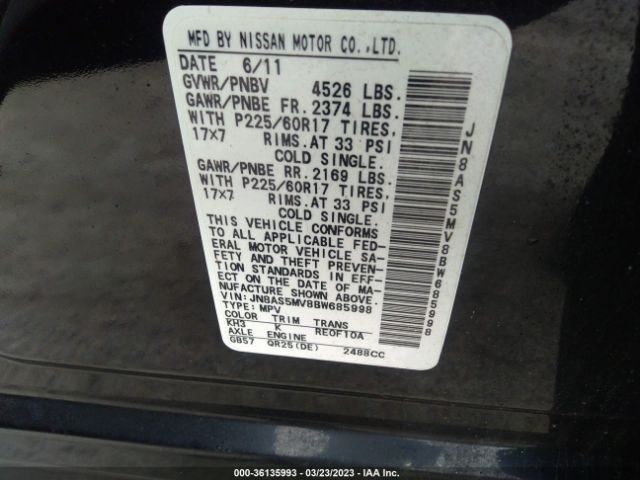 MFD BY NISSAN MOTOR CO.,LTD.
DATE 6/11
GVWR/PNBV 4526 LBS.
GAWR/PNBE FR. 2374 LBS.
WITH P225/60R17 TIRES,
17x7 RIMS.AT 33 PSI
COLD SINGLE.
GAWR/PNBE RR. 2169 LBS.
WITH P225/60R17 TIRES,
17x7 RIMS.AT 33 PSI
COLD SINGLE.
THIS VEHICLE CONFORMS
TO ALL APPLICABLE FED-
ERAL MOTOR VEHICLE SA-
FETY AND THEFT PREVEN-
TION STANDARDS IN EFF-
ECT ON THE DATE OF MA-
NUFACTURE SHOWN ABOVE.
VIN: JN8AS5MV8BW685998
TYPE: MPV
COLOR TRIM TRANS
KH3 K RE0F10A
AXLE ENGINE
GB57 QR25(DE) 2488CC
JN8AS5MV8BW685998
000-36135993 - 03/23/2023 - IAA Inc.